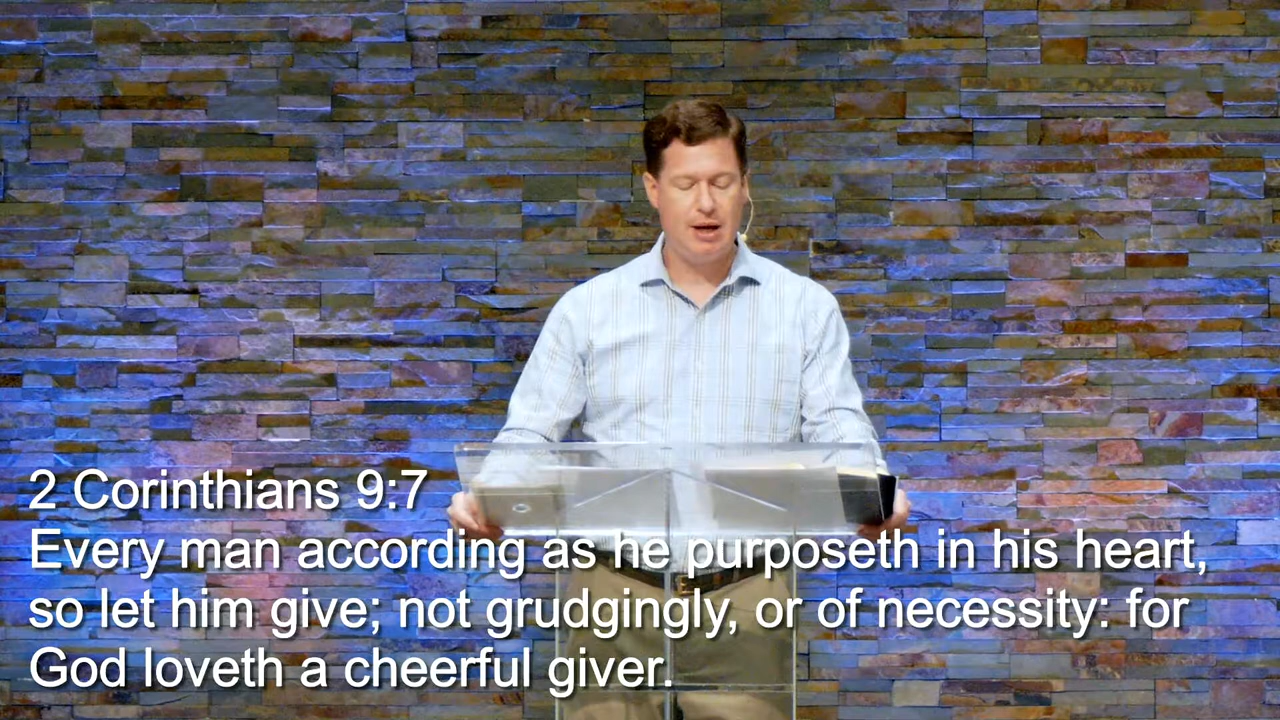 2 Corinthians 9:7
Every man according as he purposeth in his heart,
so let him give; not grudgingly, or of necessity: for
God loveth a cheerful giver.